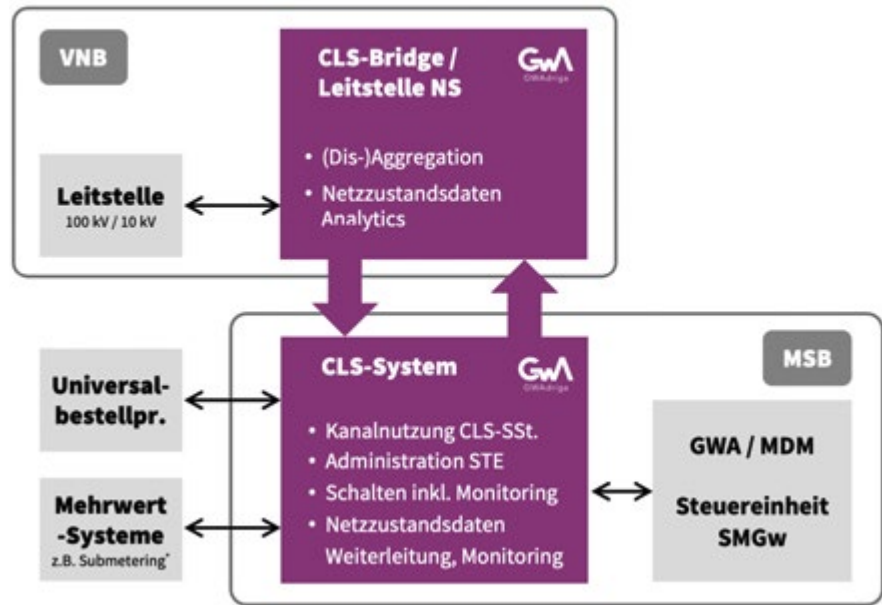 VNB
CLS-Bridge /
Leitstelle NS
GWA
GWAdriga
• (Dis-)Aggregation
• Netzzustandsdaten
Analytics
Leitstelle
100 kV / 10 kV
MSB
CLS-System
GWA
GWAdriga
• Kanalnutzung CLS-SSt.
• Administration STE
• Schalten inkl. Monitoring
• Netzzustandsdaten
Weiterleitung, Monitoring
Universal-
bestellpr.
Mehrwert
-Systeme
z.B. Submetering*
GWA / MDM
Steuereinheit
SMGw